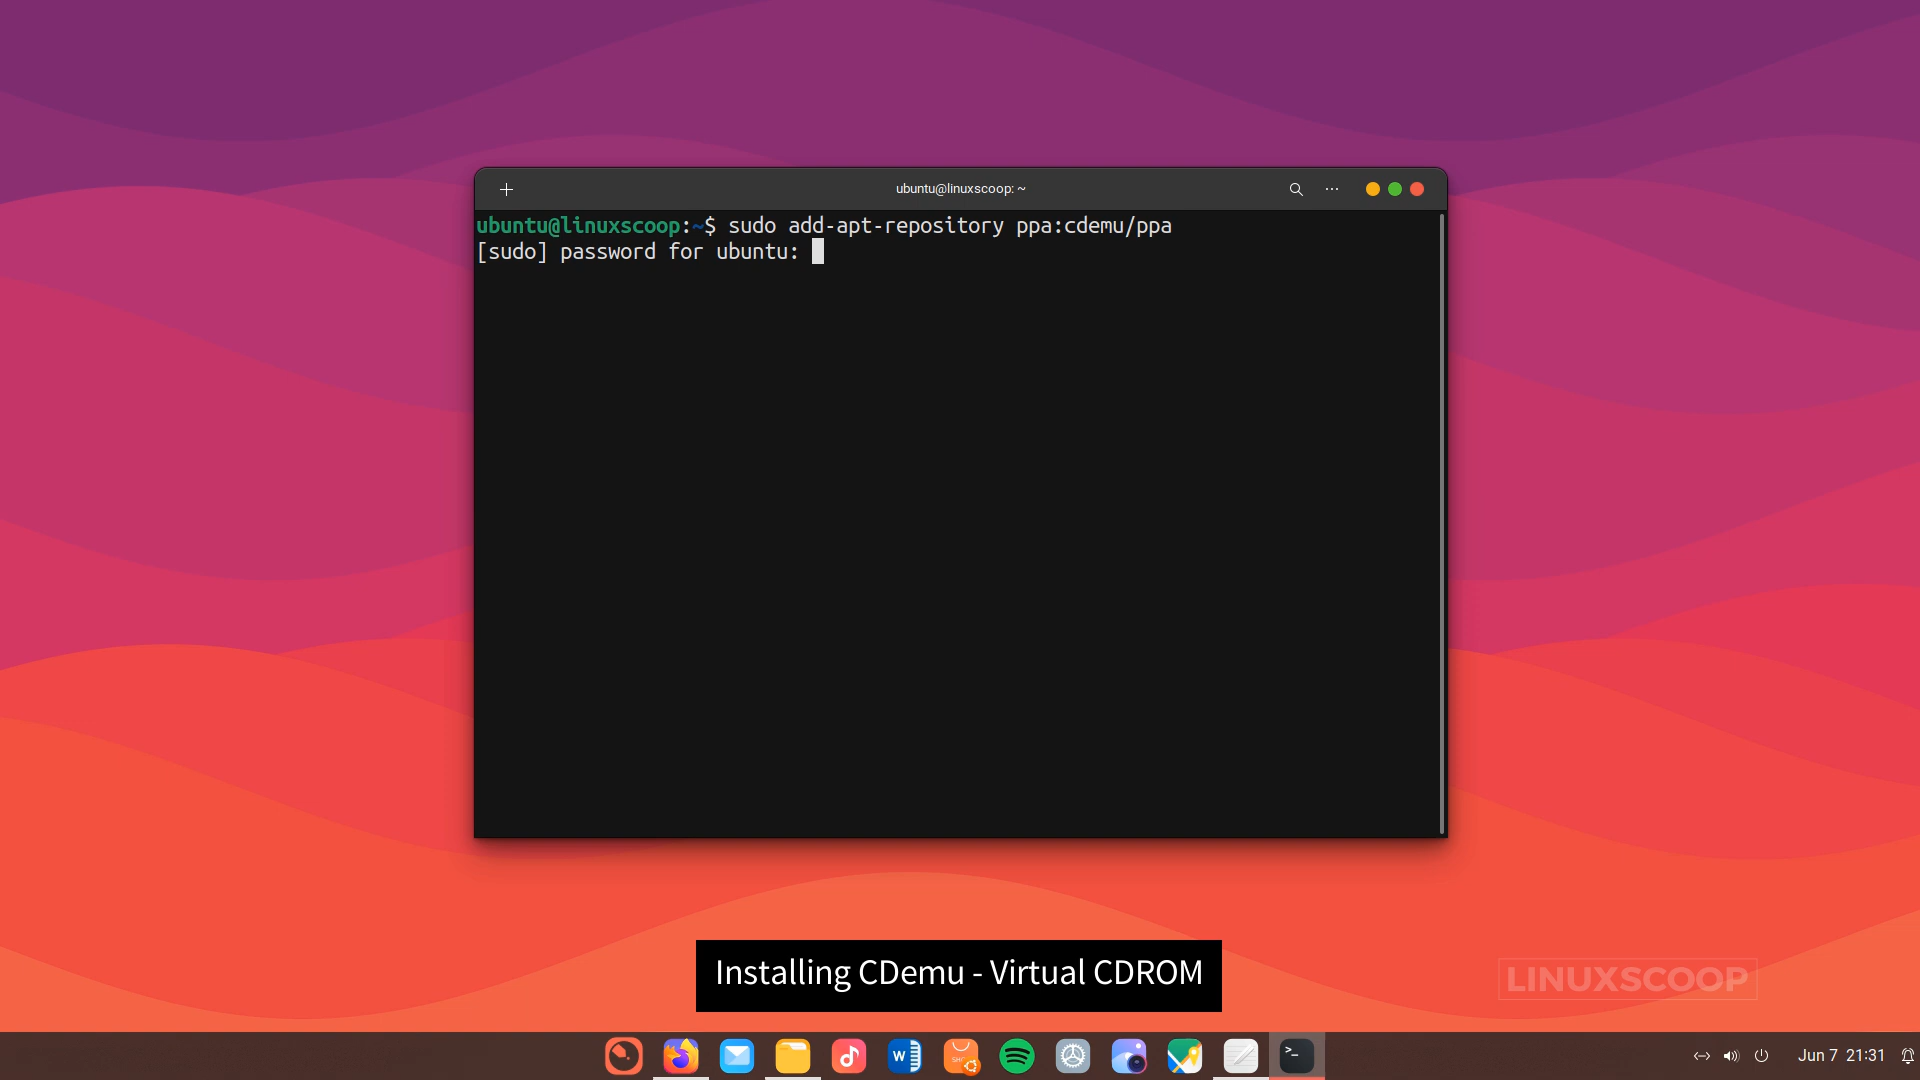 ubuntu@linuxscoop: ~
ubuntu@linuxscoop:~$ sudo add-apt-repository ppa:cdemu/ppa
[sudo] password for ubuntu:
Installing CDemu - Virtual CDROM
LINUXSCOOP
W
SHOP
>_
Jun 7 21:31